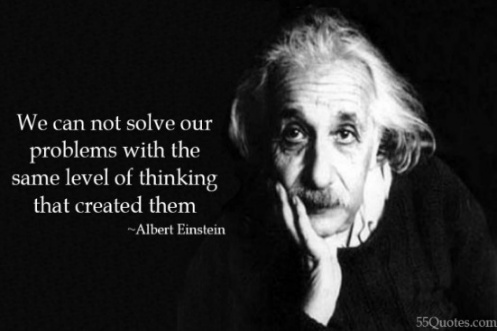 We can not solve our
problems with the
same level of thinking
that created them
~Albert Einstein
55Quotes.com